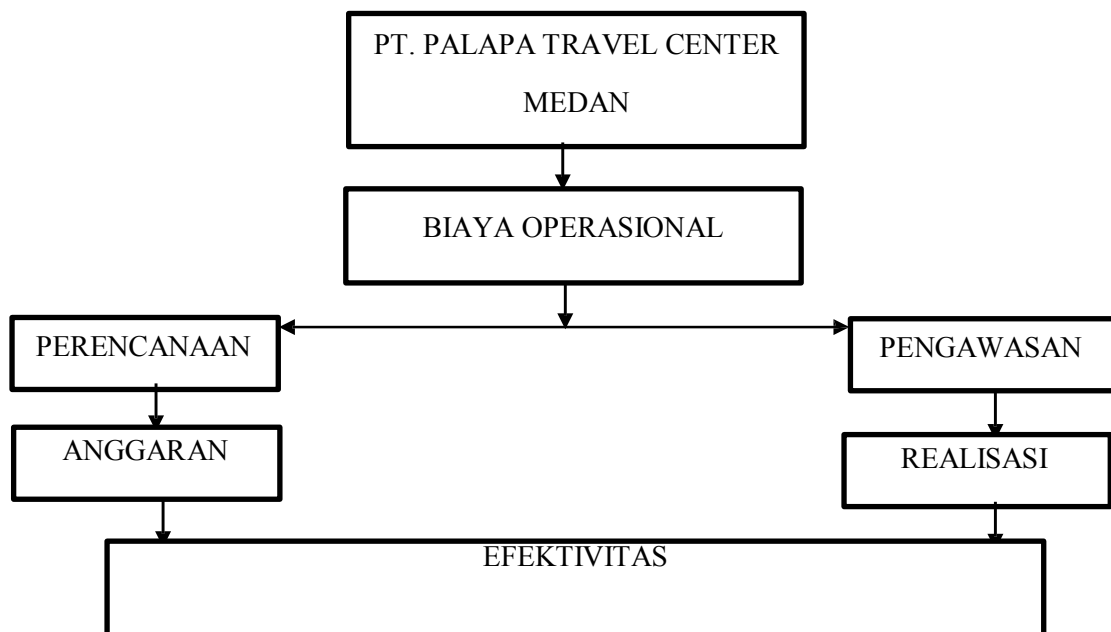 PT. PALAPA TRAVEL CENTER
MEDAN
BIAYA OPERASIONAL
PERENCANAAN
PENGAWASAN
ANGGARAN
REALISASI
EFEKTIVITAS